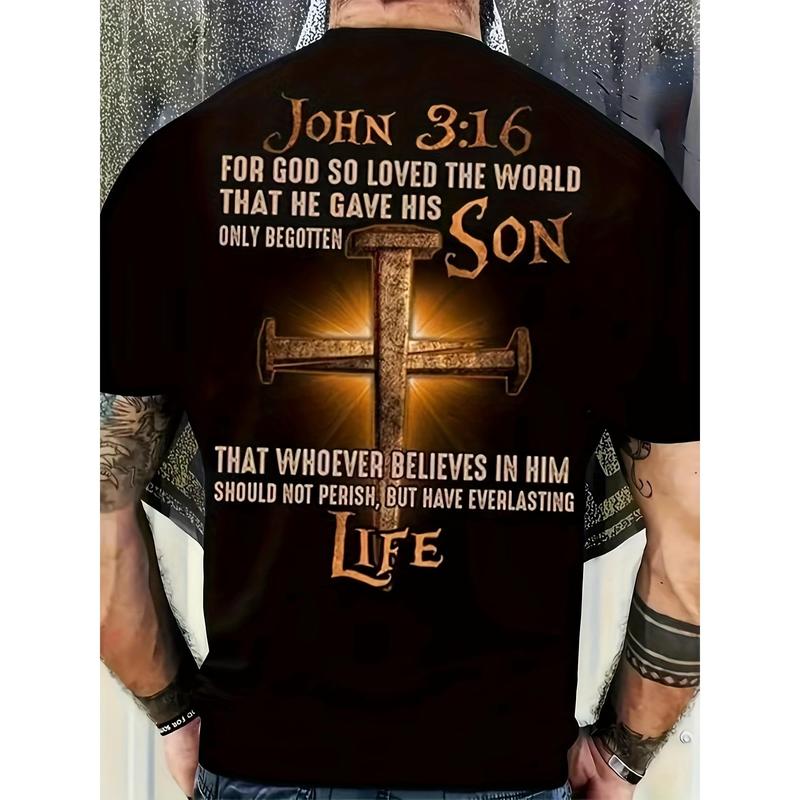 JOHN 3:16
FOR GOD SO LOVED THE WORLD
THAT HE GAVE HIS
ONLY BEGOTTEN SON
THAT WHOEVER BELIEVES IN HIM
SHOULD NOT PERISH, BUT HAVE EVERLASTING
LIFE